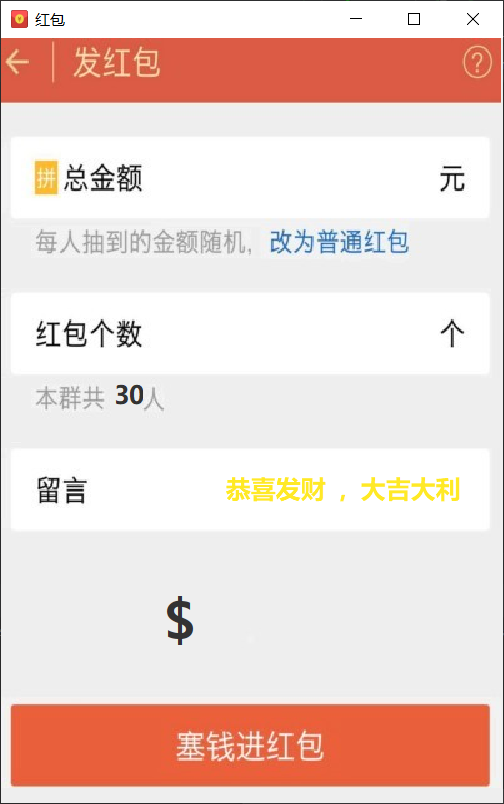 红包
发红包 ?
拼 总金额 元
每人抽到的金额随机, 改为普通红包
红包个数 个
本群共 30人
留言 恭喜发财 ，大吉大利
$
塞钱进红包